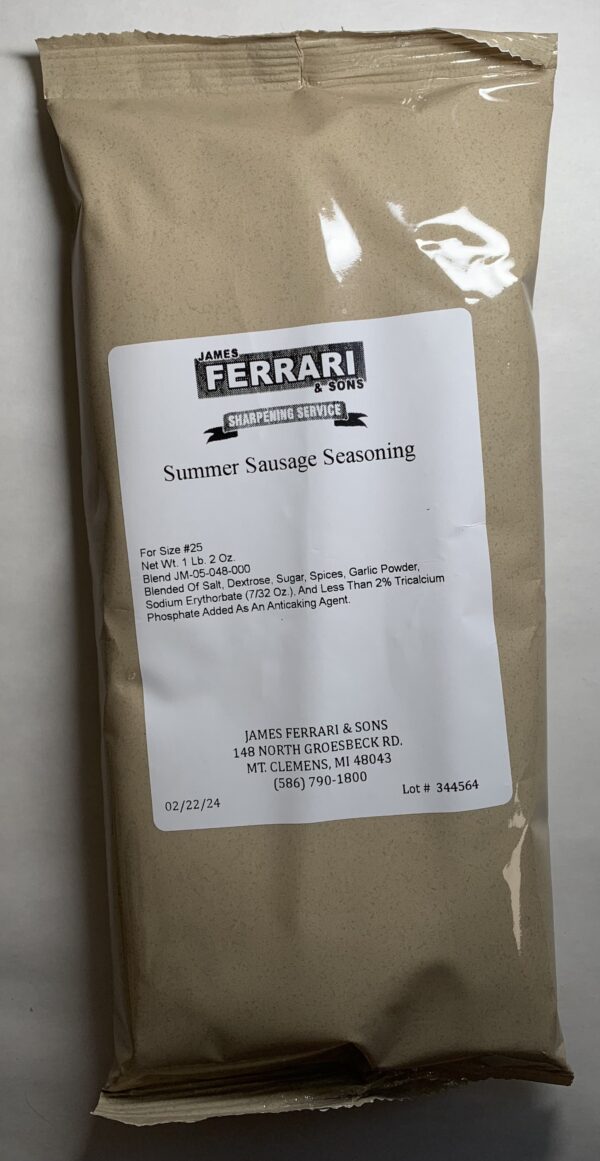 JAMES
FERRARI
& SONS
SHARPENING SERVICE
Summer Sausage Seasoning
For Size #25
Net Wt. 1 Lb. 2 Oz.
Blend JM-05-048-000
Blended Of Salt, Dextrose, Sugar, Spices, Garlic Powder,
Sodium Erythorbate (7/32 Oz.), And Less Than 2% Tricalcium
Phosphate Added As An Anticaking Agent.
JAMES FERRARI & SONS
148 NORTH GROESBECK RD.
MT. CLEMENS, MI 48043
(586) 790-1800
02/22/24 Lot # 344564